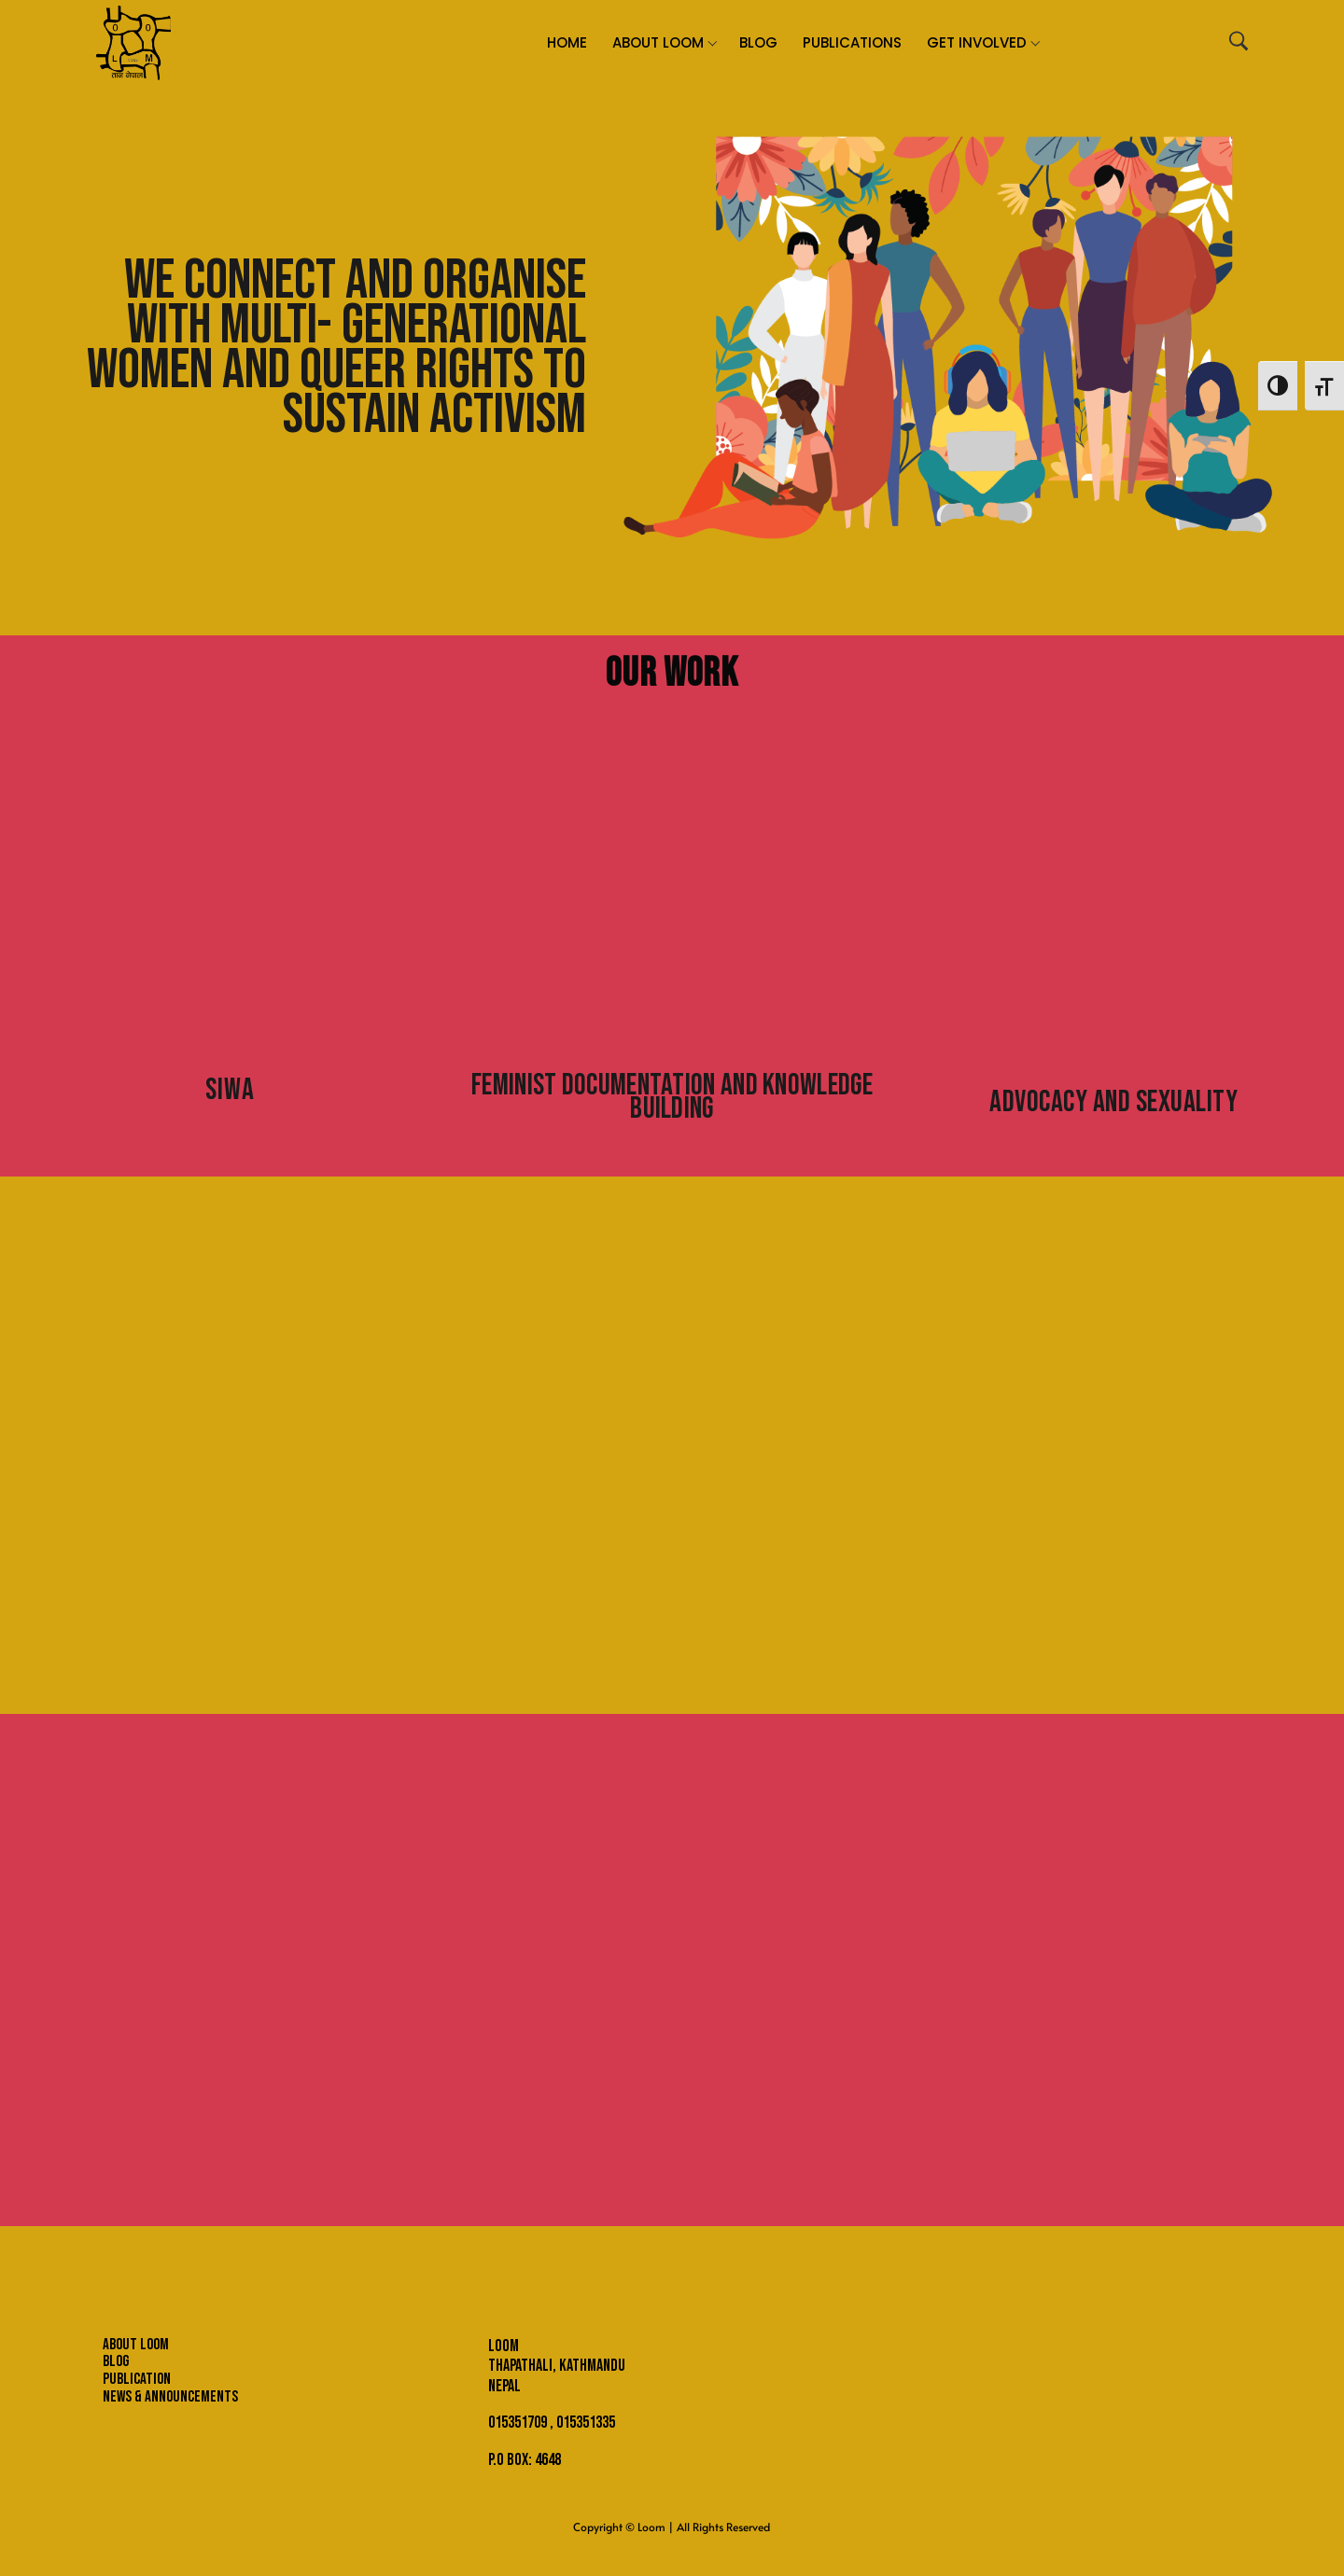 O O
L M
ताना नेपाल
HOME ABOUT LOOM BLOG PUBLICATIONS GET INVOLVED
WE CONNECT AND ORGANISE
WITH MULTI- GENERATIONAL
WOMEN AND QUEER RIGHTS TO
SUSTAIN ACTIVISM
OUR WORK
SIWA
FEMINIST DOCUMENTATION AND KNOWLEDGE
BUILDING
ADVOCACY AND SEXUALITY
ABOUT LOOM
BLOG
PUBLICATION
NEWS & ANNOUNCEMENTS
LOOM
THAPATHALI, KATHMANDU
NEPAL
015351709 , 015351335
P.O BOX: 4648
Copyright © Loom | All Rights Reserved